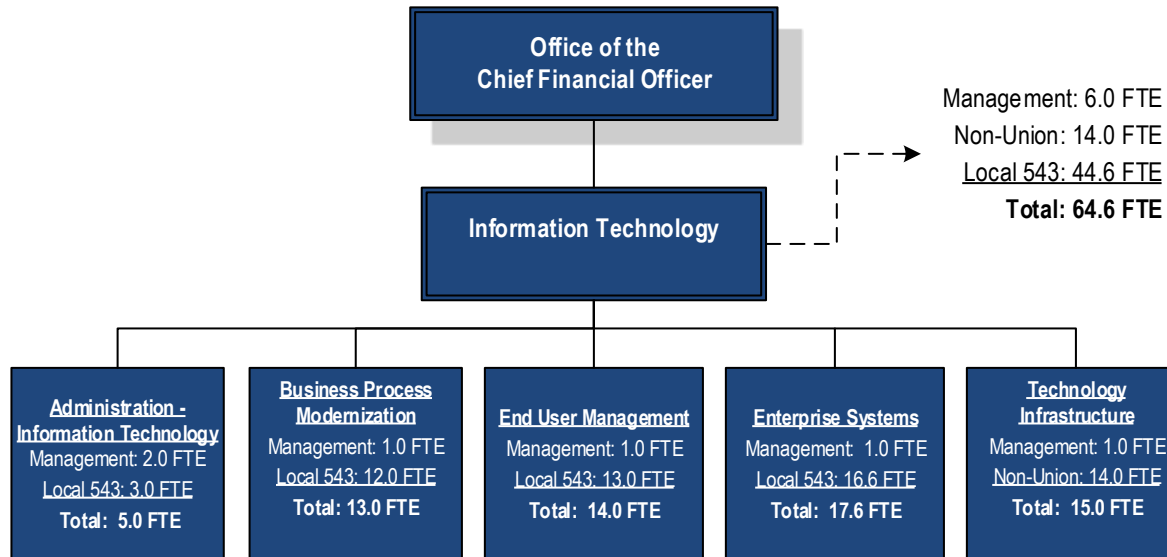 Office of the
Chief Financial Officer
Management: 6.0 FTE
Non-Union: 14.0 FTE
Local 543: 44.6 FTE
Total: 64.6 FTE
Information Technology
Administration -
Information Technology
Management: 2.0 FTE
Local 543: 3.0 FTE
Total: 5.0 FTE
Business Process
Modernization
Management: 1.0 FTE
Local 543: 12.0 FTE
Total: 13.0 FTE
End User Management
Management: 1.0 FTE
Local 543: 13.0 FTE
Total: 14.0 FTE
Enterprise Systems
Management: 1.0 FTE
Local 543: 16.6 FTE
Total: 17.6 FTE
Technology
Infrastructure
Management: 1.0 FTE
Non-Union: 14.0 FTE
Total: 15.0 FTE